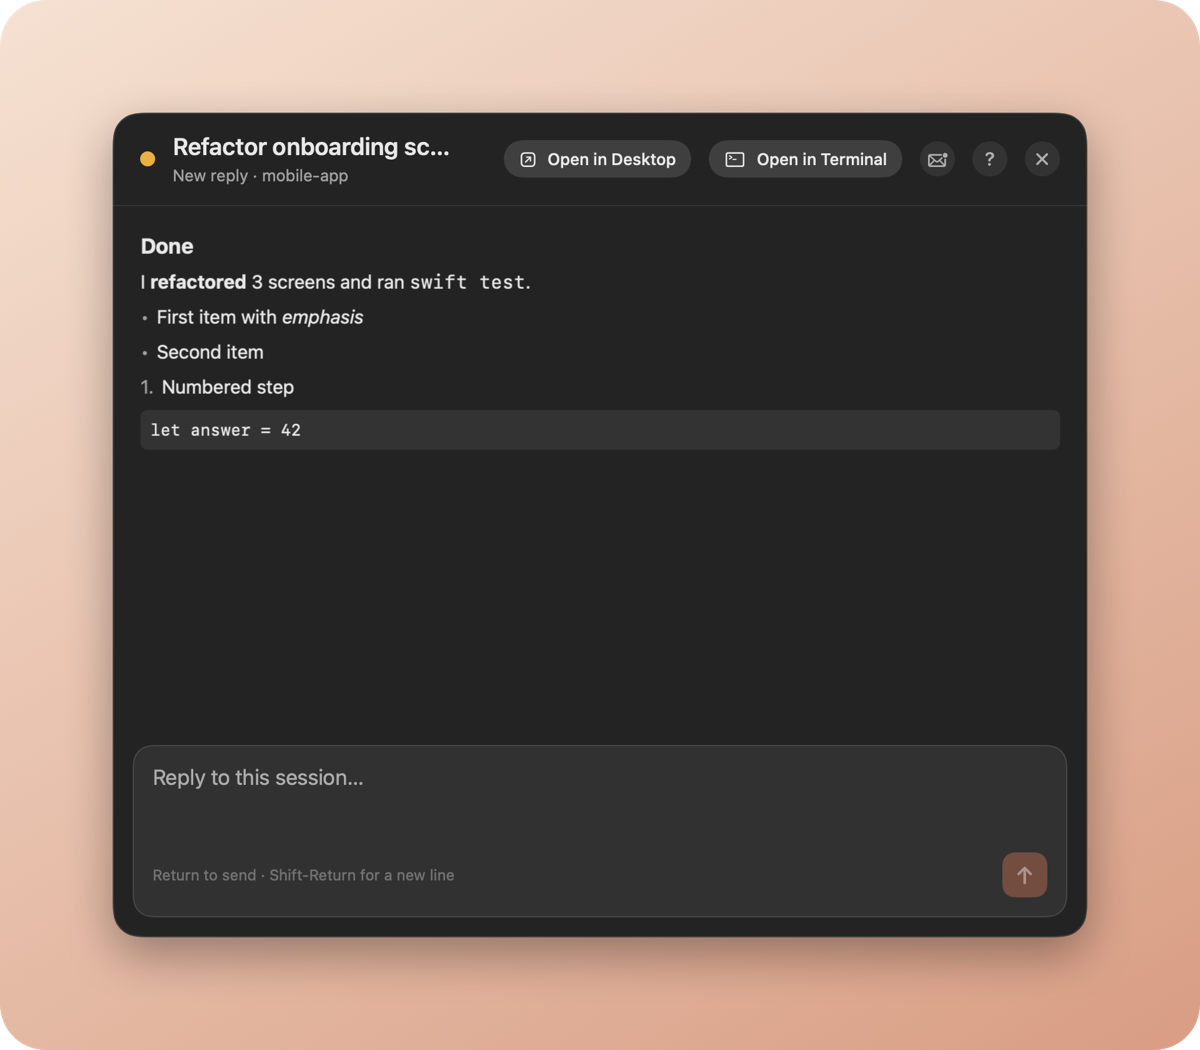 Refactor onboarding sc...
New reply · mobile-app
Open in Desktop
Open in Terminal
?
Done
I refactored 3 screens and ran swift test.
• First item with emphasis
• Second item
1. Numbered step
let answer = 42
Reply to this session...
Return to send · Shift-Return for a new line